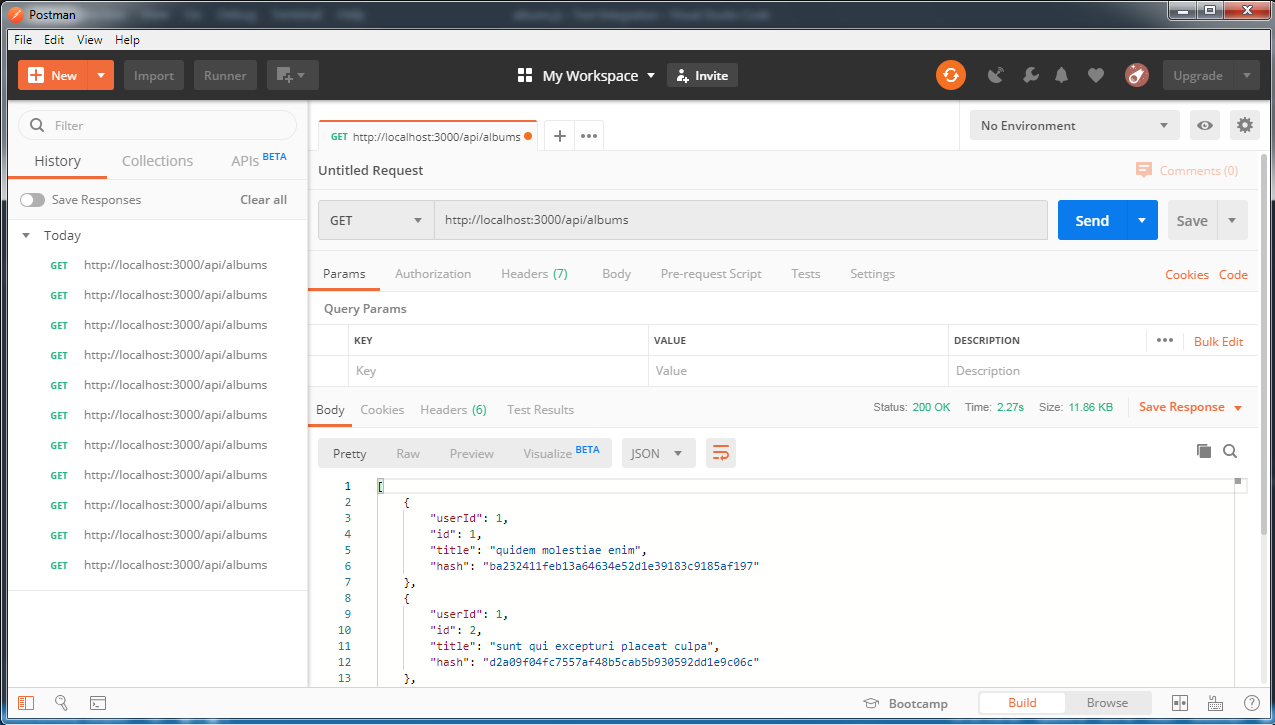 Postman
File Edit View Help
New Import Runner My Workspace Invite Upgrade
Filter
History Collections APIs BETA
Save Responses Clear all
Today
GET http://localhost:3000/api/albums
GET http://localhost:3000/api/albums
GET http://localhost:3000/api/albums
GET http://localhost:3000/api/albums
GET http://localhost:3000/api/albums
GET http://localhost:3000/api/albums
GET http://localhost:3000/api/albums
GET http://localhost:3000/api/albums
GET http://localhost:3000/api/albums
GET http://localhost:3000/api/albums
GET http://localhost:3000/api/albums
GET http://localhost:3000/api/albums No Environment
Untitled Request Comments (0)
GET http://localhost:3000/api/albums Send Save
Params Authorization Headers (7) Body Pre-request Script Tests Settings Cookies Code
Query Params
KEY VALUE DESCRIPTION Bulk Edit
Key Value Description
Body Cookies Headers (6) Test Results Status: 200 OK Time: 2.27s Size: 11.86 KB Save Response
Pretty Raw Preview Visualize BETA JSON
1 [
2 {
3 "userId": 1,
4 "id": 1,
5 "title": "quidem molestiae enim",
6 "hash": "ba232411feb13a64634e52d1e39183c9185af197"
7 },
8 {
9 "userId": 1,
10 "id": 2,
11 "title": "sunt qui excepturi placeat culpa",
12 "hash": "d2a09f04fc7557af48b5cab5b930592dd1e9c06c"
13 },
Bootcamp Build Browse